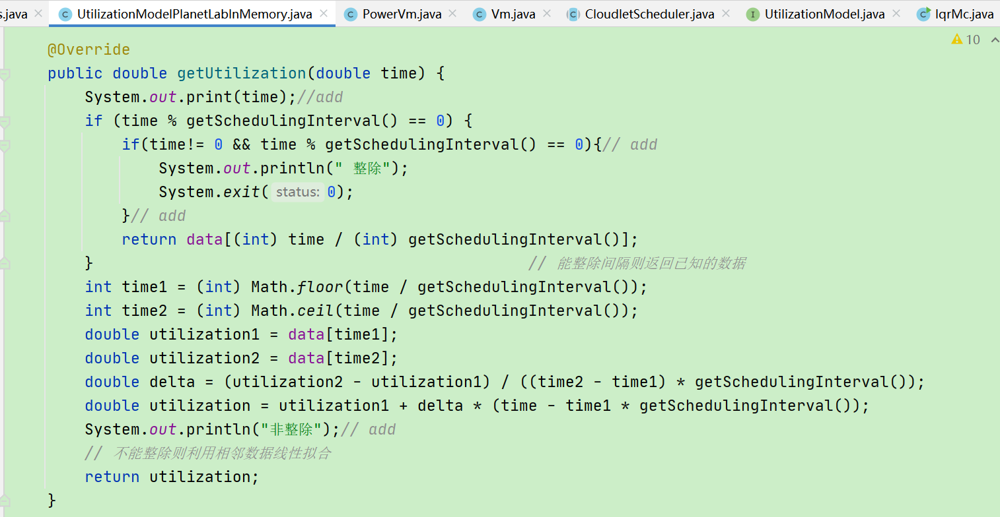 s.java
UtilizationModelPlanetLabInMemory.java
PowerVm.java
Vm.java
CloudletScheduler.java
UtilizationModel.java
IqrMc.java
10
@Override
public double getUtilization(double time) {
System.out.print(time);//add
if (time % getSchedulingInterval() == 0) {
if(time!= 0 && time % getSchedulingInterval() == 0){// add
System.out.println(" 整除");
System.exit( status: 0);
}// add
return data[(int) time / (int) getSchedulingInterval()];
} // 能整除间隔则返回已知的数据
int time1 = (int) Math.floor(time / getSchedulingInterval());
int time2 = (int) Math.ceil(time / getSchedulingInterval());
double utilization1 = data[time1];
double utilization2 = data[time2];
double delta = (utilization2 - utilization1) / ((time2 - time1) * getSchedulingInterval());
double utilization = utilization1 + delta * (time - time1 * getSchedulingInterval());
System.out.println("非整除");// add
// 不能整除则利用相邻数据线性拟合
return utilization;
}